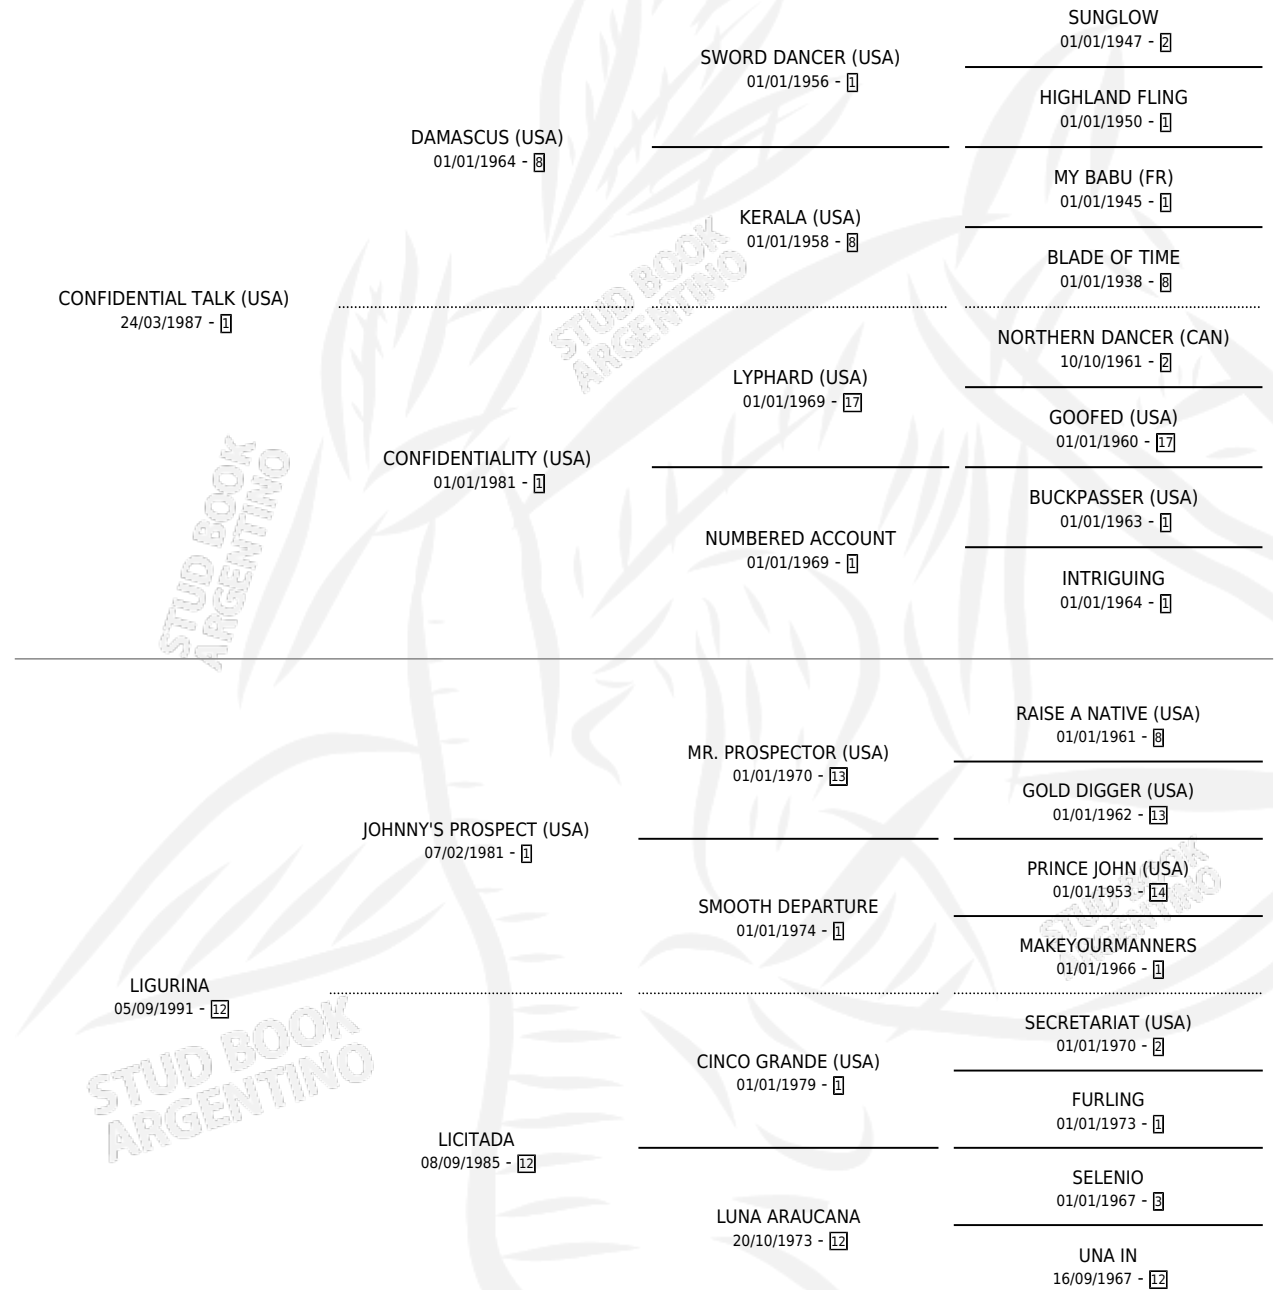 SUNGLOW
01/01/1947 - 2
SWORD DANCER (USA)
01/01/1956 - 1
HIGHLAND FLING
01/01/1950 - 1
DAMASCUS (USA)
01/01/1964 - 8
MY BABU (FR)
01/01/1945 - 1
KERALA (USA)
01/01/1958 - 8
BLADE OF TIME
01/01/1938 - 8
CONFIDENTIAL TALK (USA)
24/03/1987 - 1
NORTHERN DANCER (CAN)
10/10/1961 - 2
LYPHARD (USA)
01/01/1969 - 17
GOOFED (USA)
01/01/1960 - 17
CONFIDENTIALITY (USA)
01/01/1981 - 1
BUCKPASSER (USA)
01/01/1963 - 1
NUMBERED ACCOUNT
01/01/1969 - 1
INTRIGUING
01/01/1964 - 1
RAISE A NATIVE (USA)
01/01/1961 - 8
MR. PROSPECTOR (USA)
01/01/1970 - 13
GOLD DIGGER (USA)
01/01/1962 - 13
JOHNNY'S PROSPECT (USA)
07/02/1981 - 1
PRINCE JOHN (USA)
01/01/1953 - 14
SMOOTH DEPARTURE
01/01/1974 - 1
MAKEYOURMANNERS
01/01/1966 - 1
LIGURINA
05/09/1991 - 12
SECRETARIAT (USA)
01/01/1970 - 2
CINCO GRANDE (USA)
01/01/1979 - 1
FURLING
01/01/1973 - 1
LICITADA
08/09/1985 - 12
SELENIO
01/01/1967 - 3
LUNA ARAUCANA
20/10/1973 - 12
UNA IN
16/09/1967 - 12
STUD BOOK
ARGENTINO
STUD BOOK
ARGENTINO
STUD BOOK
ARGENTINO
STUD BOOK
ARGENTINO